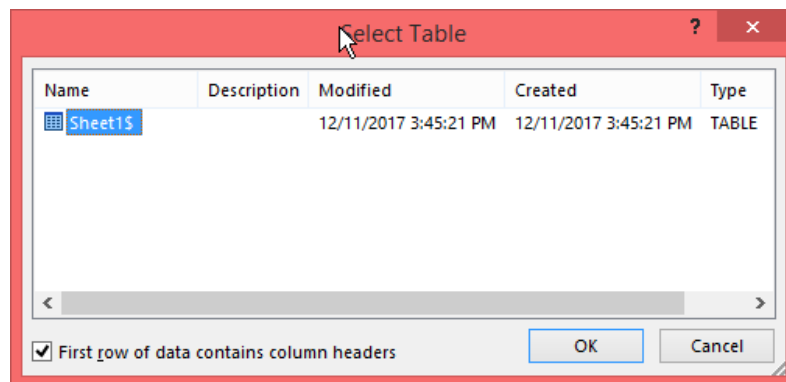 Select Table ?
Name Description Modified Created Type
Sheet1$ 12/11/2017 3:45:21 PM 12/11/2017 3:45:21 PM TABLE
First row of data contains column headers OK Cancel